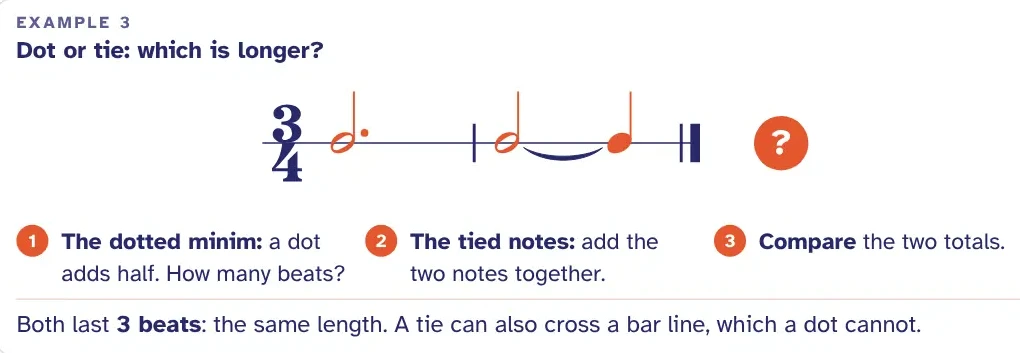 EXAMPLE 3
Dot or tie: which is longer?
3
4
?
1 The dotted minim: a dot
adds half. How many beats?
2 The tied notes: add the
two notes together.
3 Compare the two totals.
Both last 3 beats: the same length. A tie can also cross a bar line, which a dot cannot.